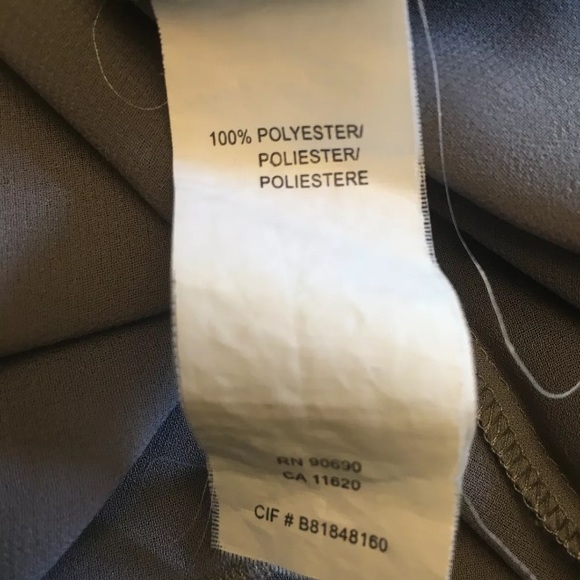 100% POLYESTER/
POLIESTER/
POLIESTERE
RN 90690
CA 11620
CIF # B81848160